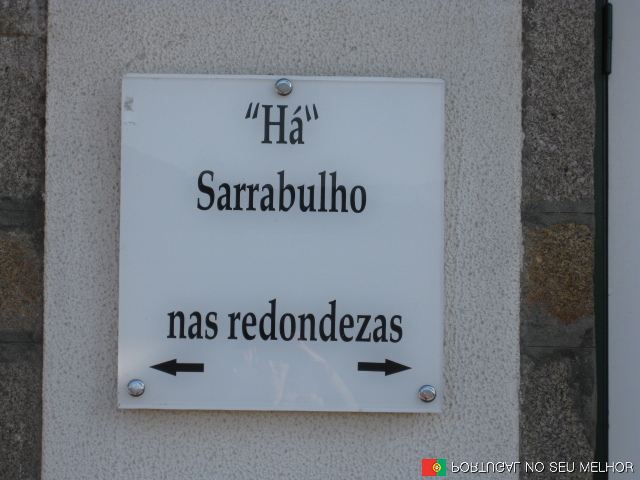 "Há"
Sarrabulho
nas redondezas
PORTUGAL NO SEU MELHOR